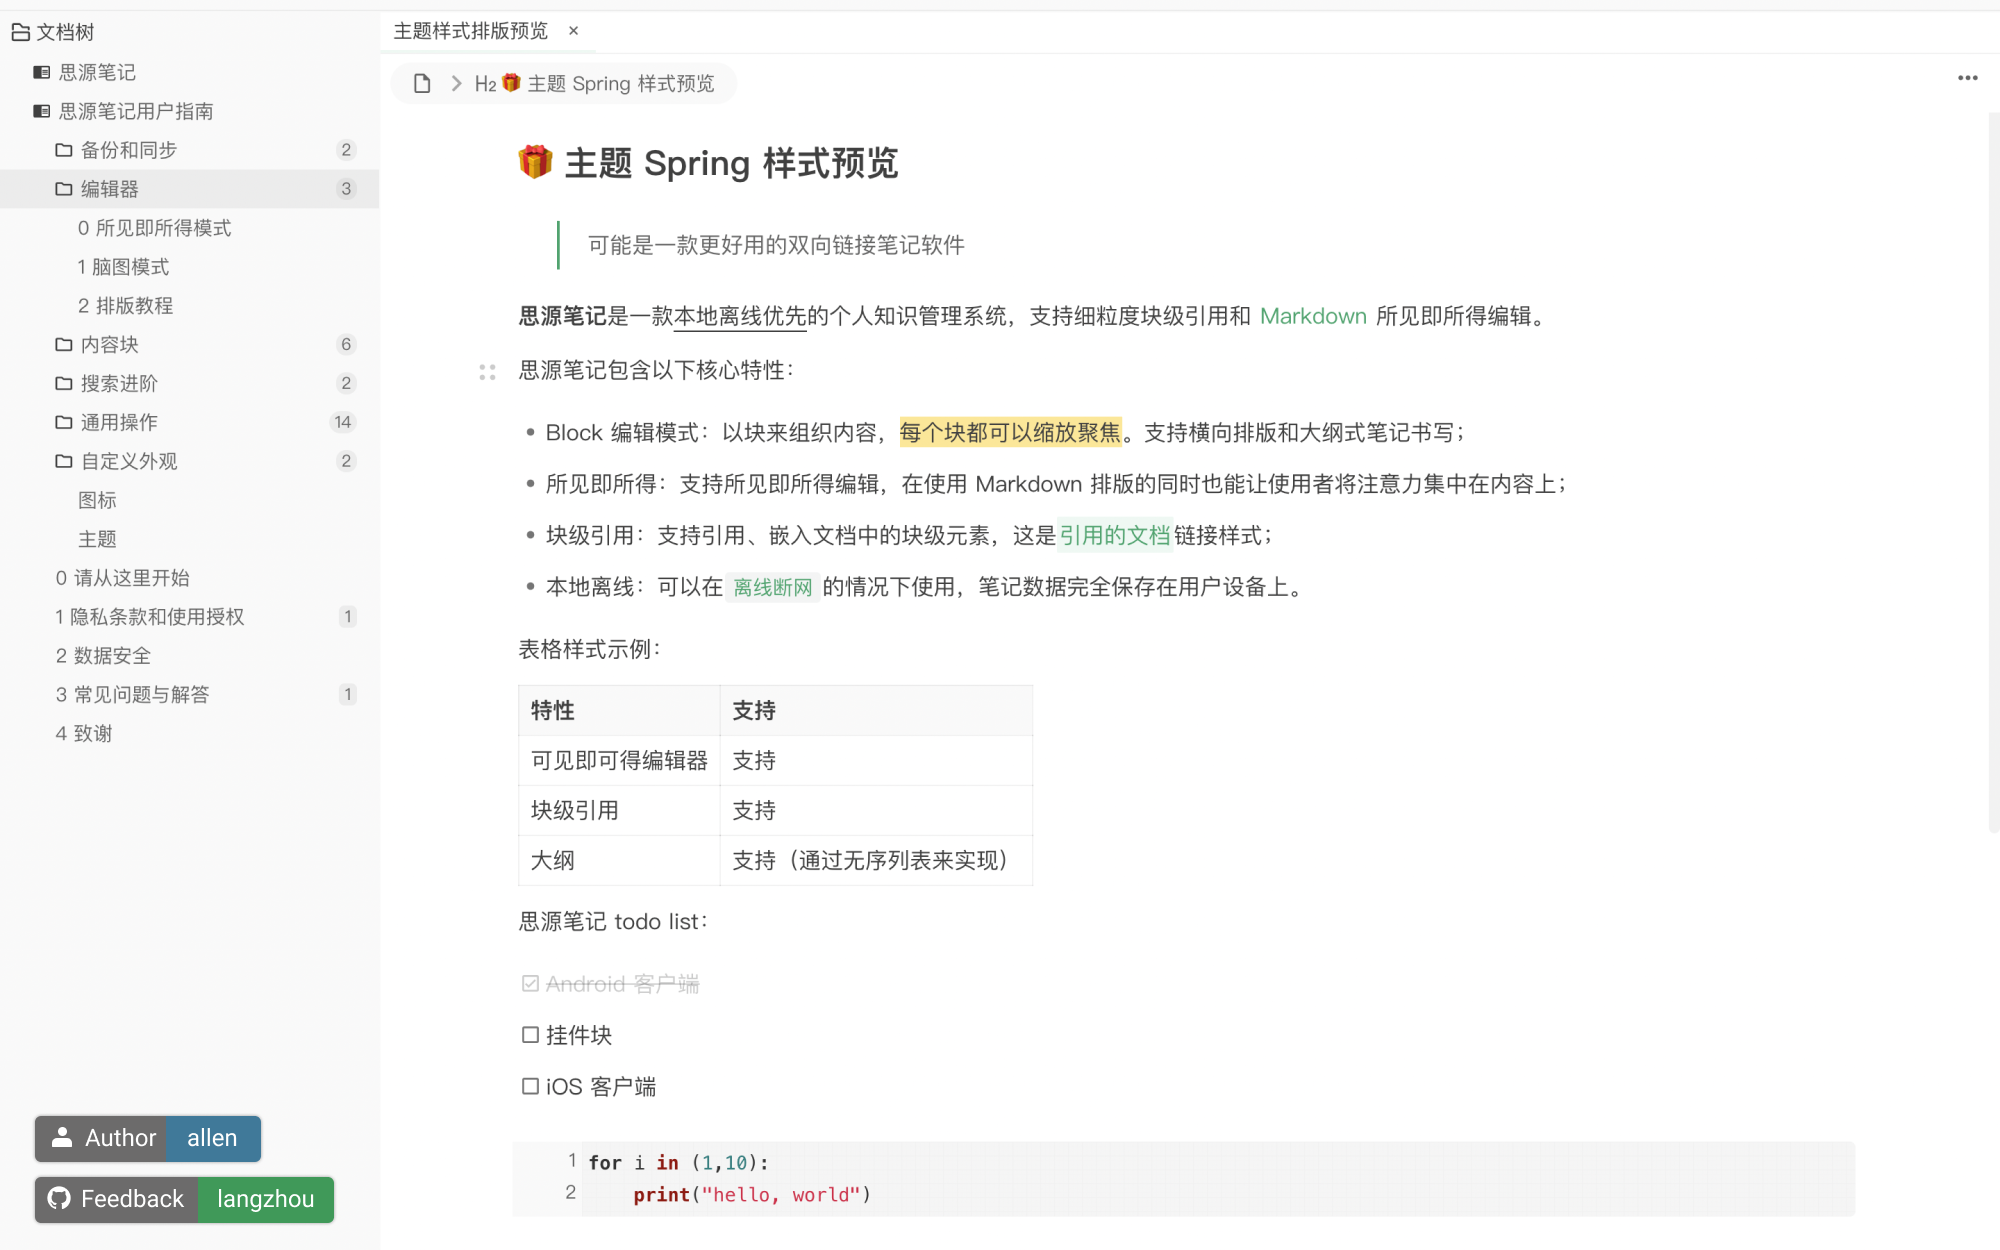 文档树
思源笔记
思源笔记用户指南
备份和同步 2
编辑器 3
0 所见即所得模式
1 脑图模式
2 排版教程
内容块 6
搜索进阶 2
通用操作 14
自定义外观 2
图标
主题
0 请从这里开始
1 隐私条款和使用授权 1
2 数据安全
3 常见问题与解答 1
4 致谢
Author allen
Feedback langzhou
主题样式排版预览 ×
H2 🎁 主题 Spring 样式预览
🎁 主题 Spring 样式预览
可能是一款更好用的双向链接笔记软件
思源笔记是一款本地离线优先的个人知识管理系统，支持细粒度块级引用和 Markdown 所见即所得编辑。
思源笔记包含以下核心特性：
• Block 编辑模式：以块来组织内容，每个块都可以缩放聚焦。支持横向排版和大纲式笔记书写；
• 所见即所得：支持所见即所得编辑，在使用 Markdown 排版的同时也能让使用者将注意力集中在内容上；
• 块级引用：支持引用、嵌入文档中的块级元素，这是引用的文档链接样式；
• 本地离线：可以在 离线断网 的情况下使用，笔记数据完全保存在用户设备上。
表格样式示例：
特性 支持
可见即可得编辑器 支持
块级引用 支持
大纲 支持（通过无序列表来实现）
思源笔记 todo list：
Android 客户端
挂件块
iOS 客户端
1 for i in (1,10):
2     print("hello, world")